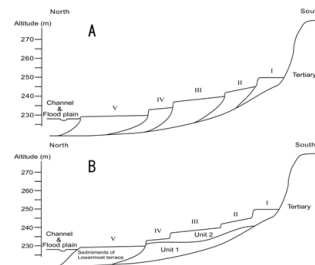 North
South
Altitude (m)
A
270
260
250
240
230
I
II
III
IV
V
Tertiary
Channel
&
Flood plain
North
South
Altitude (m)
B
270
260
250
240
230
I
II
III
IV
V
Tertiary
Unit 2
Unit 1
Channel
&
Flood plain
Sediments of
Lowermost terrace